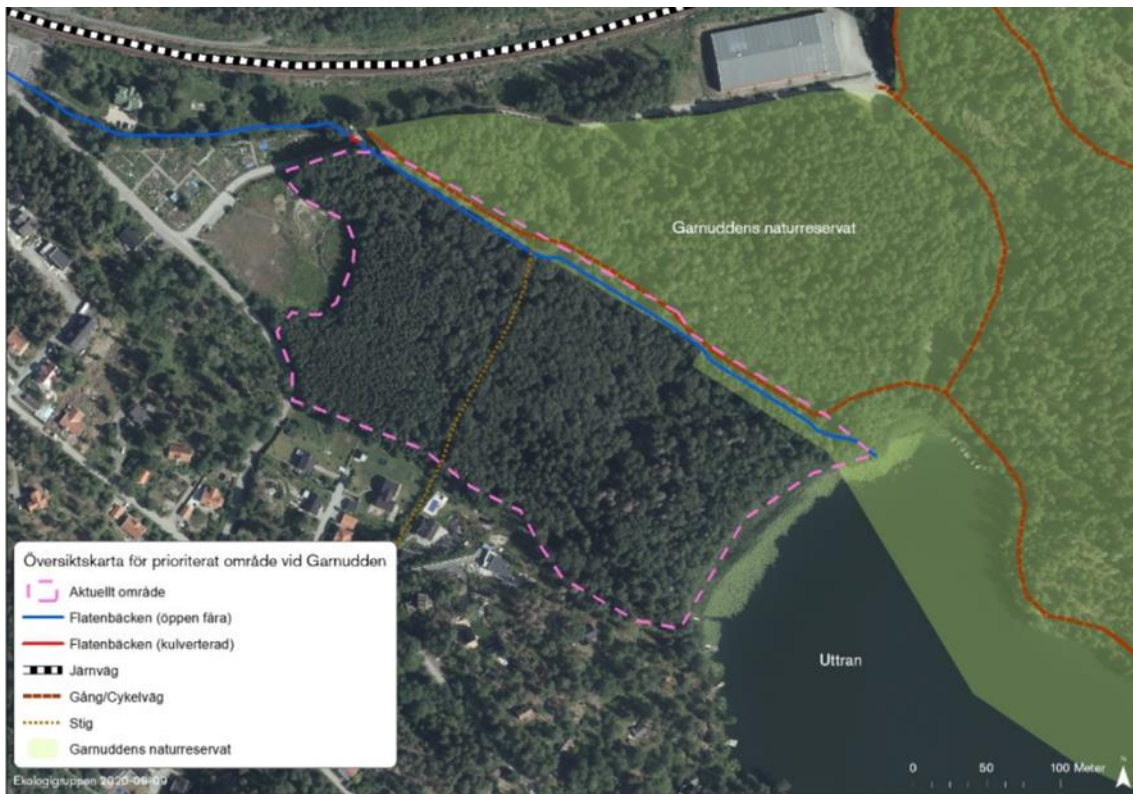 Garnuddens naturreservat
Uttran
Översiktskarta för prioriterat område vid Garnudden
Aktuellt område
Flatenbäcken (öppen fåra)
Flatenbäcken (kulverterad)
Järnväg
Gång/Cykelväg
Stig
Garnuddens naturreservat
Ekologigruppen 2020-09-09
0 50 100 Meter
N